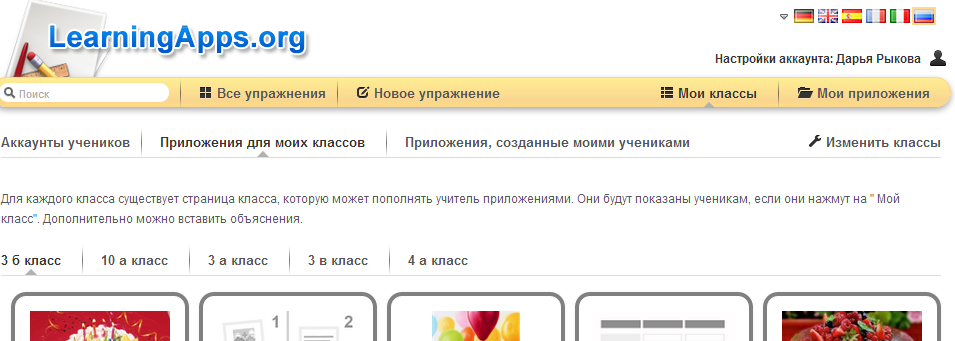 LearningApps.org
Настройки аккаунта: Дарья Рыкова
Поиск
Все упражнения
Новое упражнение
Мои классы
Мои приложения
Аккаунты учеников
Приложения для моих классов
Приложения, созданные моими учениками
Изменить классы
Для каждого класса существует страница класса, которую может пополнять учитель приложениями. Они будут показаны ученикам, если они нажмут на " Мой
класс". Дополнительно можно вставить объяснения.
3 б класс
10 а класс
3 а класс
3 в класс
4 а класс
1
2